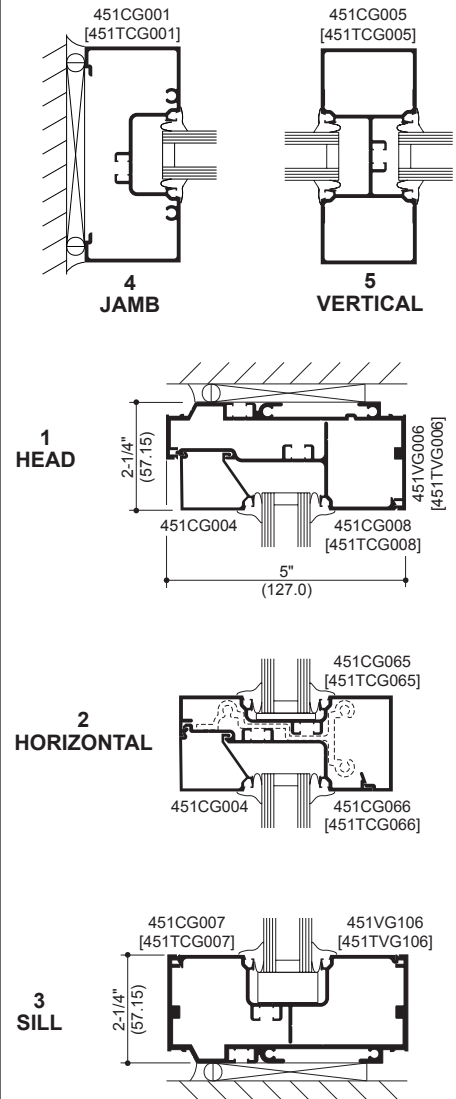 451CG001
[451TCG001]
451CG005
[451TCG005]
4
JAMB
5
VERTICAL
1
HEAD
2-1/4"
(57.15)
451VG006
[451TVG006]
451CG004
451CG008
[451TCG008]
5"
(127.0)
451CG065
[451TCG065]
2
HORIZONTAL
451CG004
451CG066
[451TCG066]
451CG007
[451TCG007]
451VG106
[451TVG106]
3
SILL
2-1/4"
(57.15)